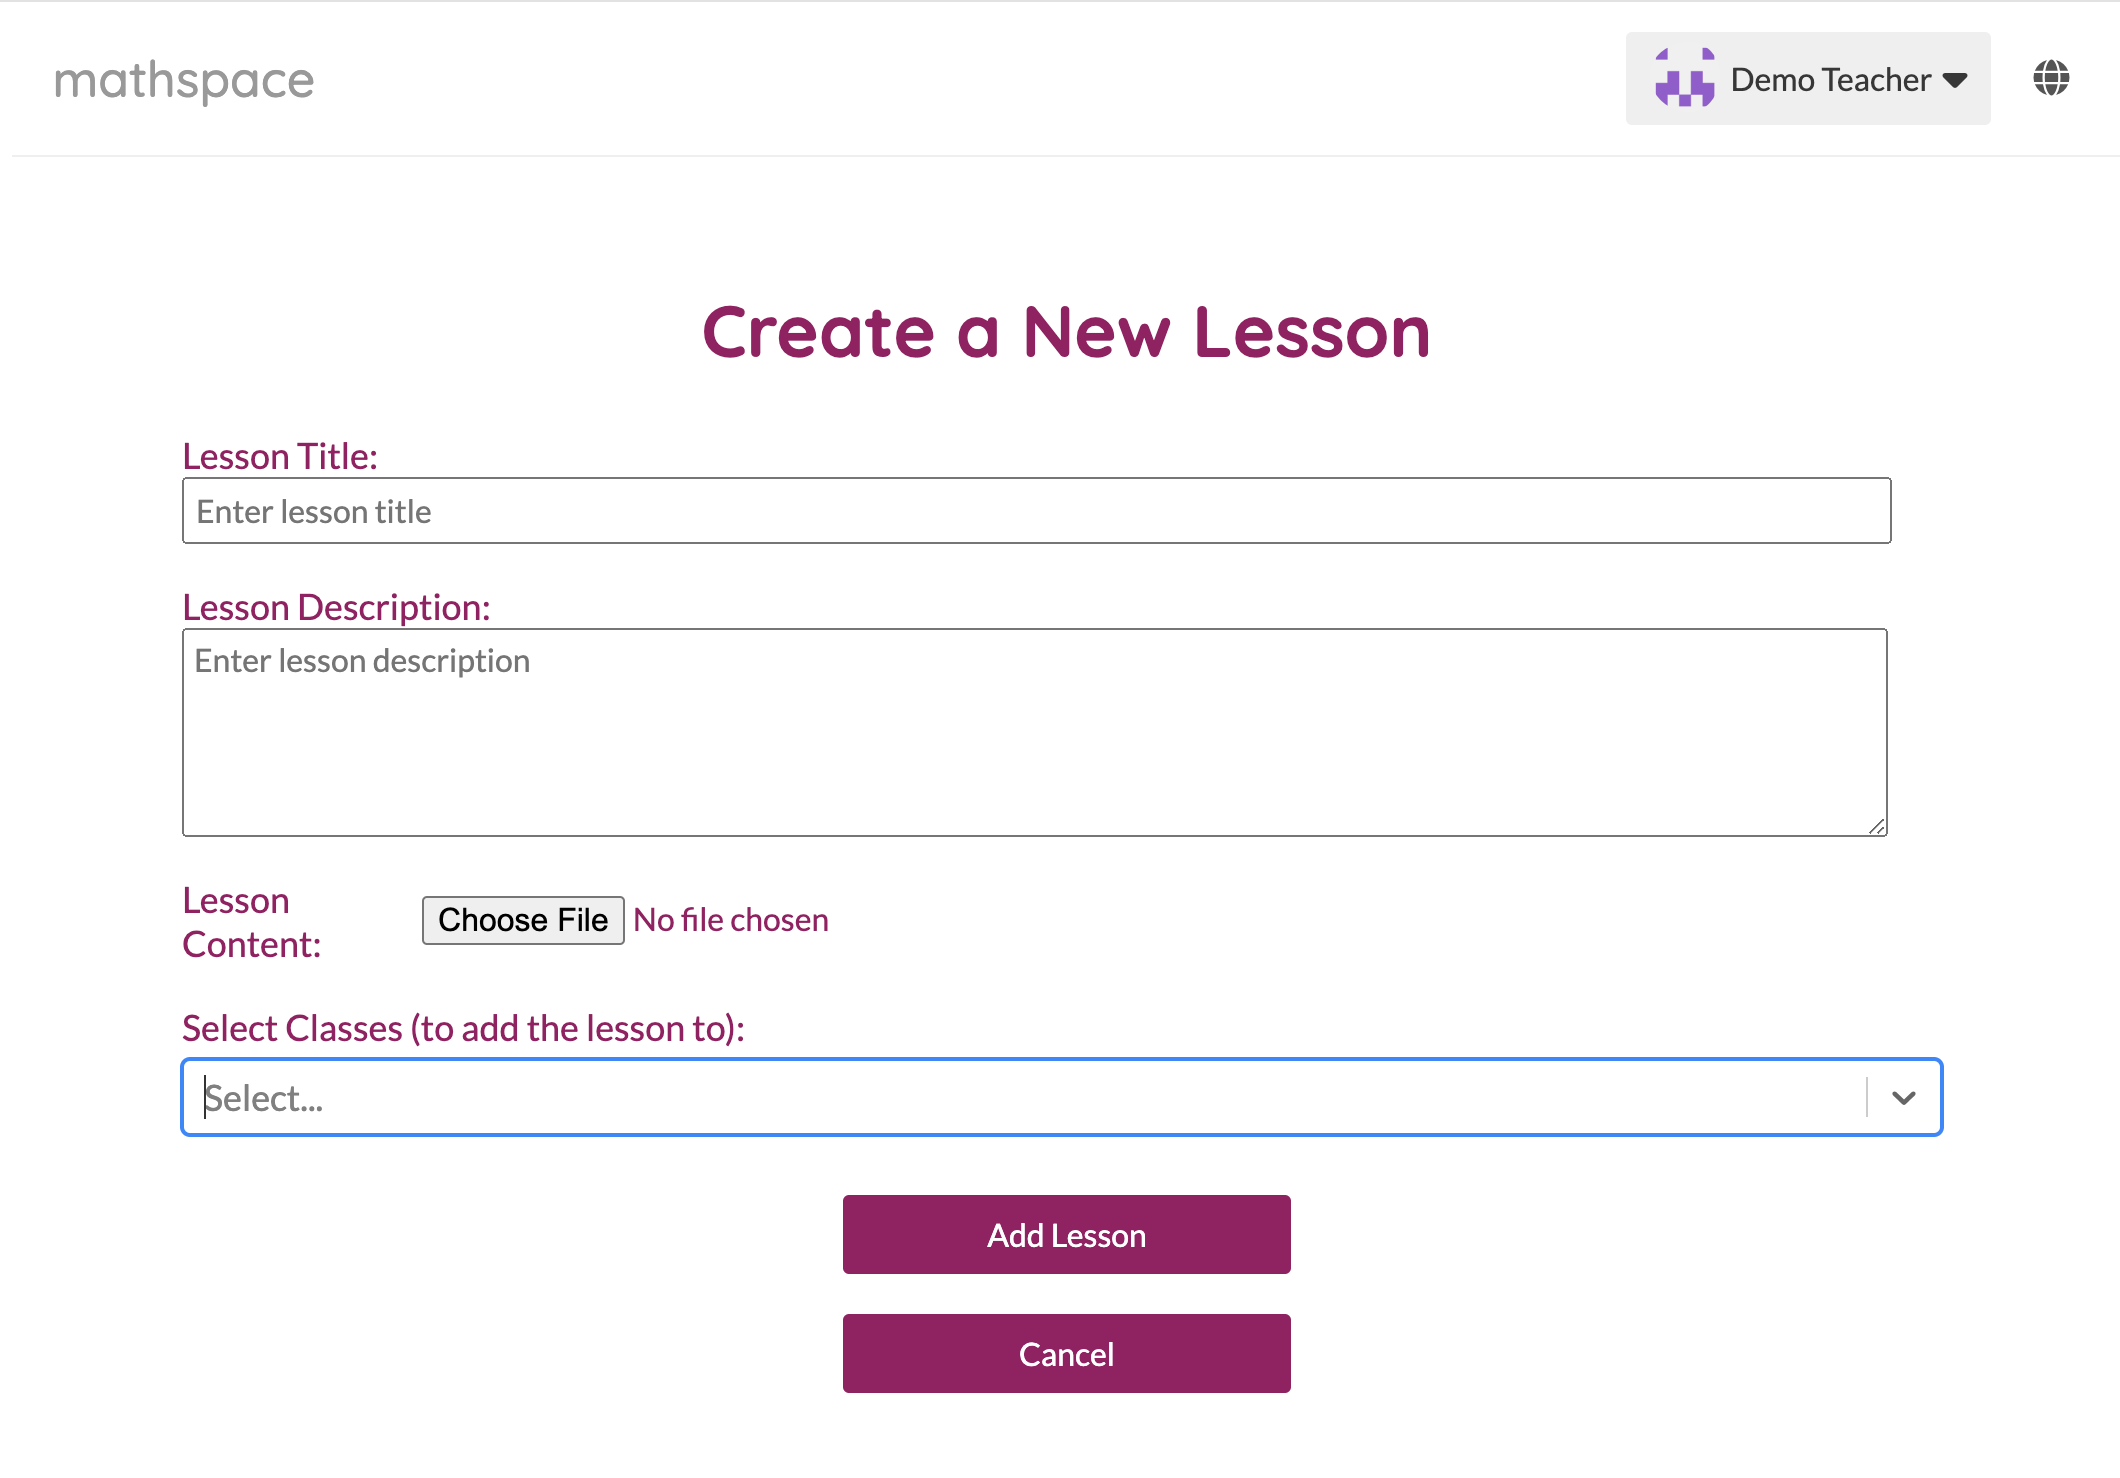 mathspace
Demo Teacher
Create a New Lesson
Lesson Title:
Enter lesson title
Lesson Description:
Enter lesson description
Lesson
Content:
Choose File No file chosen
Select Classes (to add the lesson to):
Select...
Add Lesson
Cancel